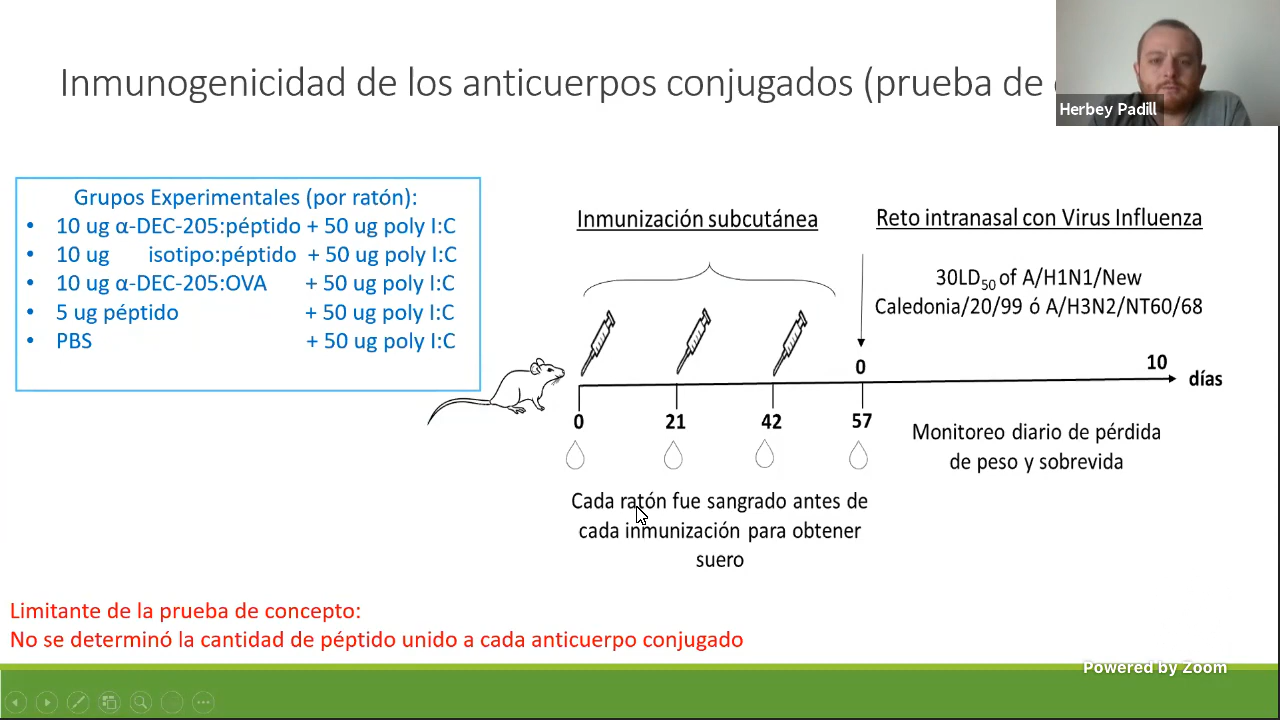 Inmunogenicidad de los anticuerpos conjugados (prueba de
Herbey Padill
Grupos Experimentales (por ratón):
• 10 ug α-DEC-205:péptido + 50 ug poly I:C
• 10 ug isotipo:péptido + 50 ug poly I:C
• 10 ug α-DEC-205:OVA + 50 ug poly I:C
• 5 ug péptido + 50 ug poly I:C
• PBS + 50 ug poly I:C
Inmunización subcutánea
Reto intranasal con Virus Influenza
30LD50 of A/H1N1/New
Caledonia/20/99 ó A/H3N2/NT60/68
0 10
días
0 21 42 57
Monitoreo diario de pérdida
de peso y sobrevida
Cada ratón fue sangrado antes de
cada inmunización para obtener
suero
Limitante de la prueba de concepto:
No se determinó la cantidad de péptido unido a cada anticuerpo conjugado
Powered by Zoom